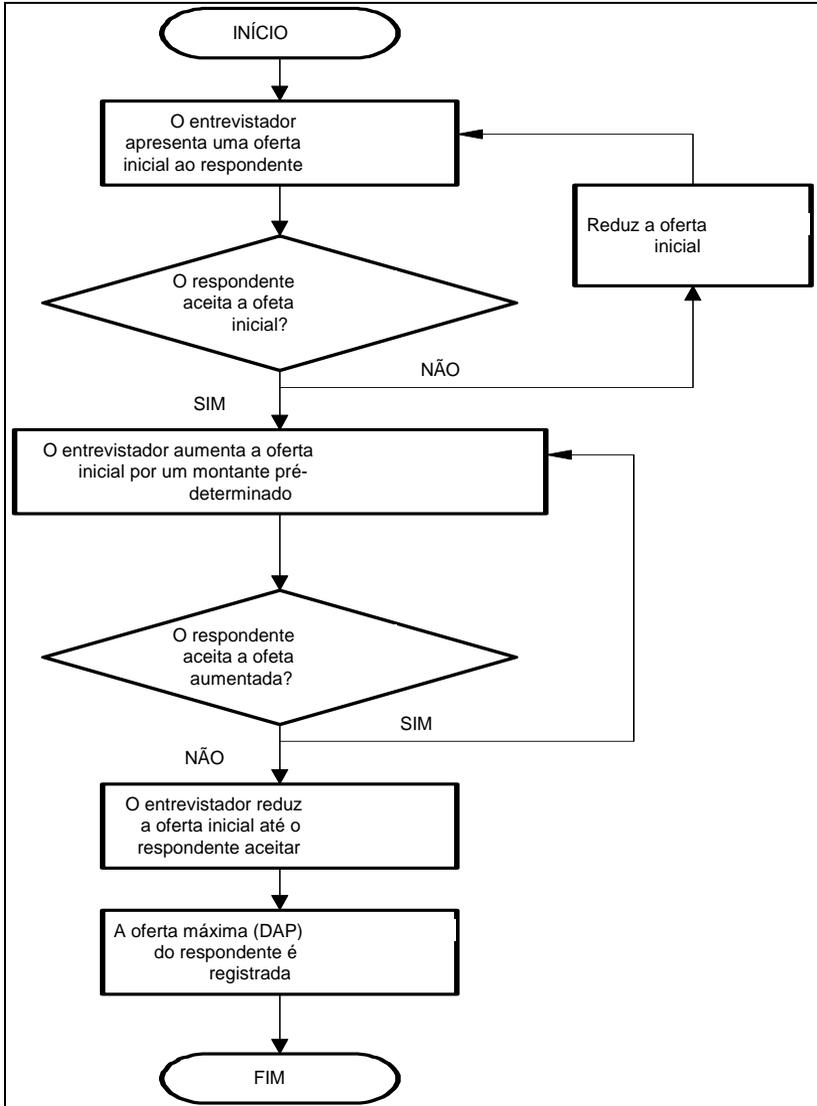 INÍCIO
O entrevistador
apresenta uma oferta
inicial ao respondente
Reduz a oferta
inicial
O respondente
aceita a ofeta
inicial?
NÃO
SIM
O entrevistador aumenta a oferta
inicial por um montante pré-
determinado
O respondente
aceita a ofeta
aumentada?
SIM
NÃO
O entrevistador reduz
a oferta inicial até o
respondente aceitar
A oferta máxima (DAP)
do respondente é
registrada
FIM